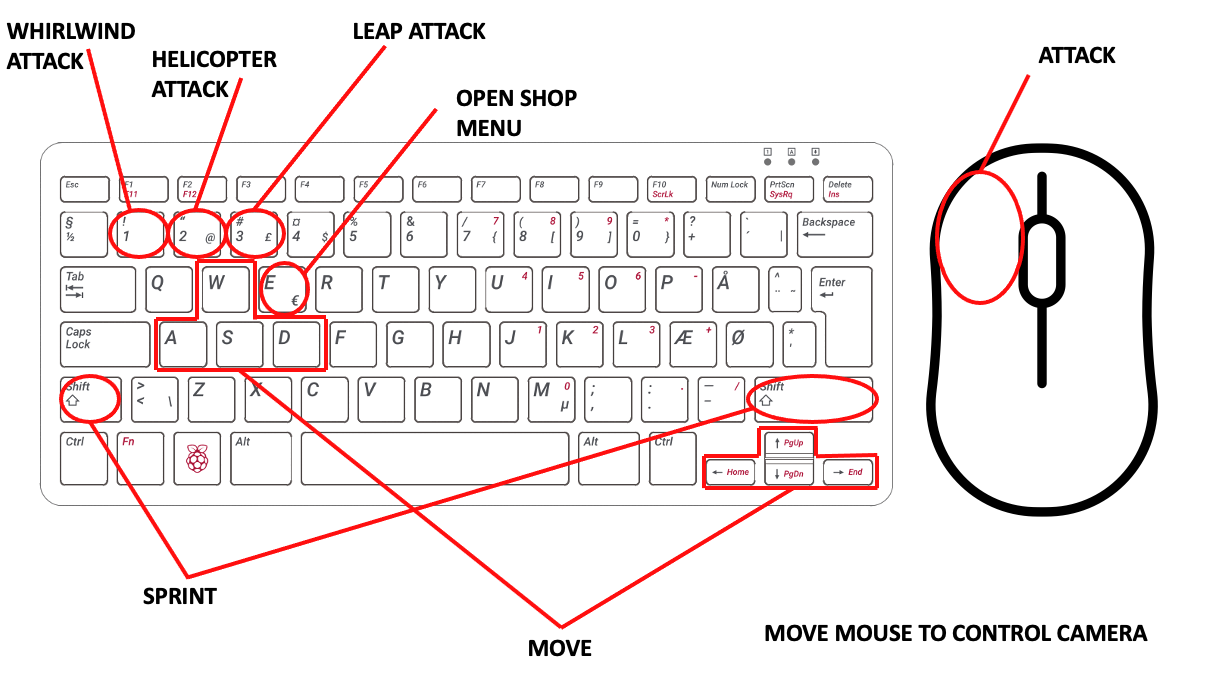 WHIRLWIND
ATTACK
HELICOPTER
ATTACK
LEAP ATTACK
OPEN SHOP
MENU
ATTACK
1 A
Esc F1 F11 F2 F12 F3 F4 F5 F6 F7 F8 F9 F10 ScrLk Num Lock PrtScn SysRq Delete Ins
§ ½ ! 1 " 2 @ # 3 £ ¤ 4 $ % 5 & 6 / 7 7 { ( 8 8 [ ) 9 9 ] = * 0 } ? + ` ´ | Backspace
Tab Q W E € R T Y U 4 I 5 O 6 P - Å ^ ¨ ~ Enter
Caps Lock A S D F G H J 1 K 2 L 3 Æ + Ø * '
Shift > < \ Z X C V B N M 0 µ ; , : . . — / – Shift
Ctrl Fn Alt Alt Ctrl ↑ PgUp
← Home ↓ PgDn → End
SPRINT
MOVE
MOVE MOUSE TO CONTROL CAMERA